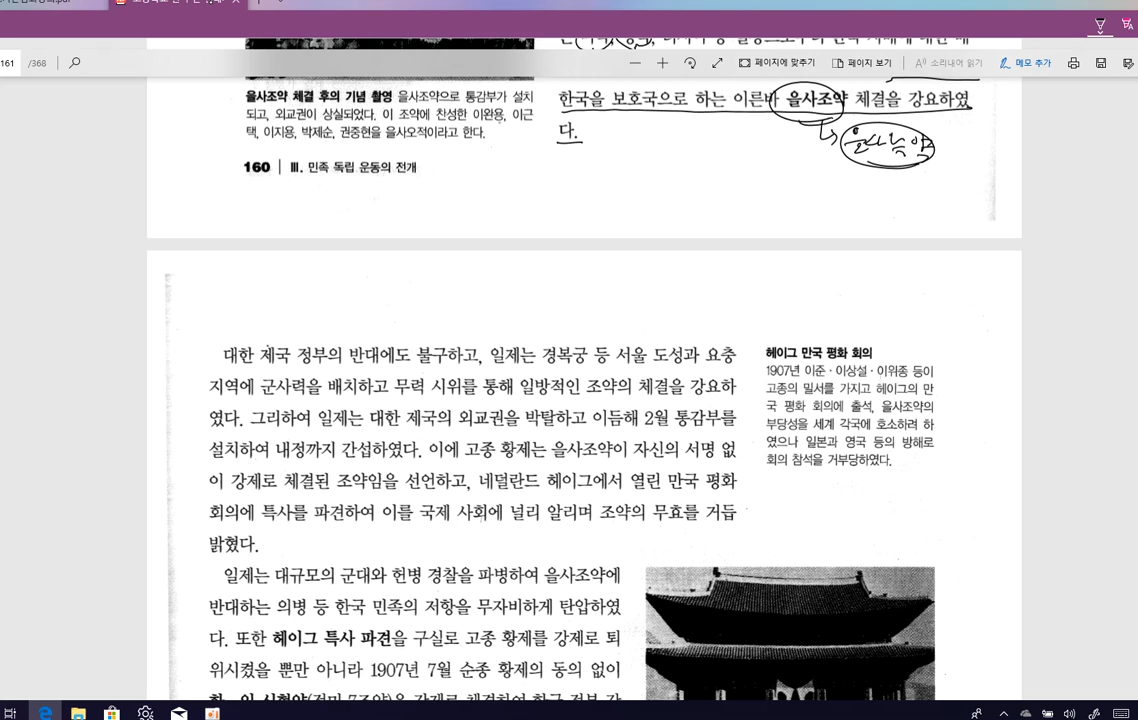 161 /368
페이지에 맞추기
페이지 보기
소리내어 읽기
메모 추가
을사조약 체결 후의 기념 촬영 을사조약으로 통감부가 설치
되고, 외교권이 상실되었다. 이 조약에 찬성한 이완용, 이근
택, 이지용, 박제순, 권중현을 을사오적이라고 한다.
160 | Ⅲ. 민족 독립 운동의 전개
한국을 보호국으로 하는 이른바 을사조약 체결을 강요하였
다.
을사늑약
대한 제국 정부의 반대에도 불구하고, 일제는 경복궁 등 서울 도성과 요충
지역에 군사력을 배치하고 무력 시위를 통해 일방적인 조약의 체결을 강요하
였다. 그리하여 일제는 대한 제국의 외교권을 박탈하고 이듬해 2월 통감부를
설치하여 내정까지 간섭하였다. 이에 고종 황제는 을사조약이 자신의 서명 없
이 강제로 체결된 조약임을 선언하고, 네덜란드 헤이그에서 열린 만국 평화
회의에 특사를 파견하여 이를 국제 사회에 널리 알리며 조약의 무효를 거듭
밝혔다.
헤이그 만국 평화 회의
1907년 이준·이상설·이위종 등이
고종의 밀서를 가지고 헤이그의 만
국 평화 회의에 출석, 을사조약의
부당성을 세계 각국에 호소하려 하
였으나 일본과 영국 등의 방해로
회의 참석을 거부당하였다.
일제는 대규모의 군대와 헌병 경찰을 파병하여 을사조약에
반대하는 의병 등 한국 민족의 저항을 무자비하게 탄압하였
다. 또한 헤이그 특사 파견을 구실로 고종 황제를 강제로 퇴
위시켰을 뿐만 아니라 1907년 7월 순종 황제의 동의 없이